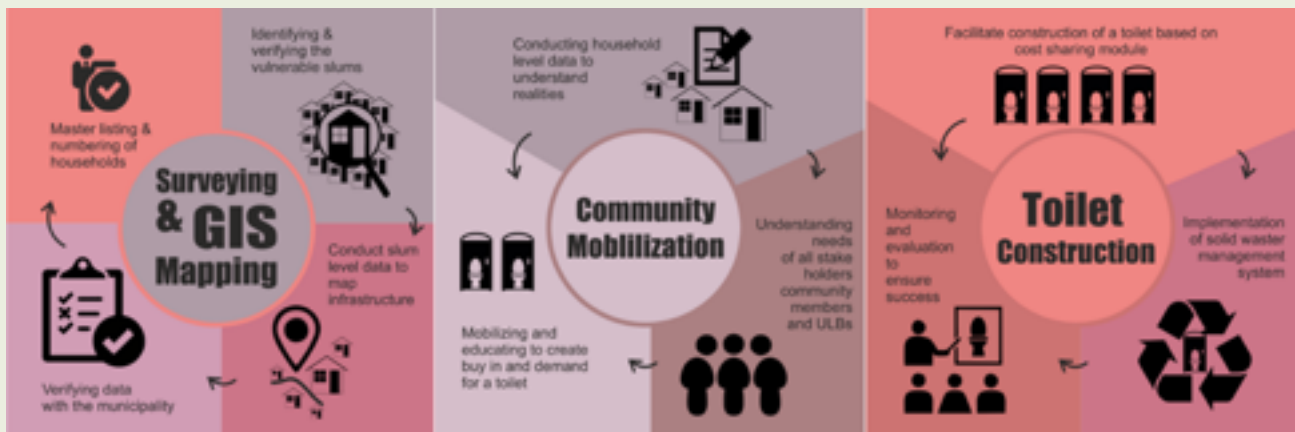 Identifying &
verifying the
vulnerable slums
Master listing &
numbering of
households
Surveying
& GIS
Mapping
Conduct slum
level data to
map
infrastructure
Verifying data
with the municipality
Conducting household
level data to
understand
realities
Community
Moblilization
Understanding
needs
of all stake
holders
community
members
and ULBs
Mobilizing and
educating to create
buy in and demand
for a toilet
Facilitate construction of a toilet based on
cost sharing module
Toilet
Construction
Monitoring
and
evaluation
to
ensure
success
Implementation
of solid waster
management
system